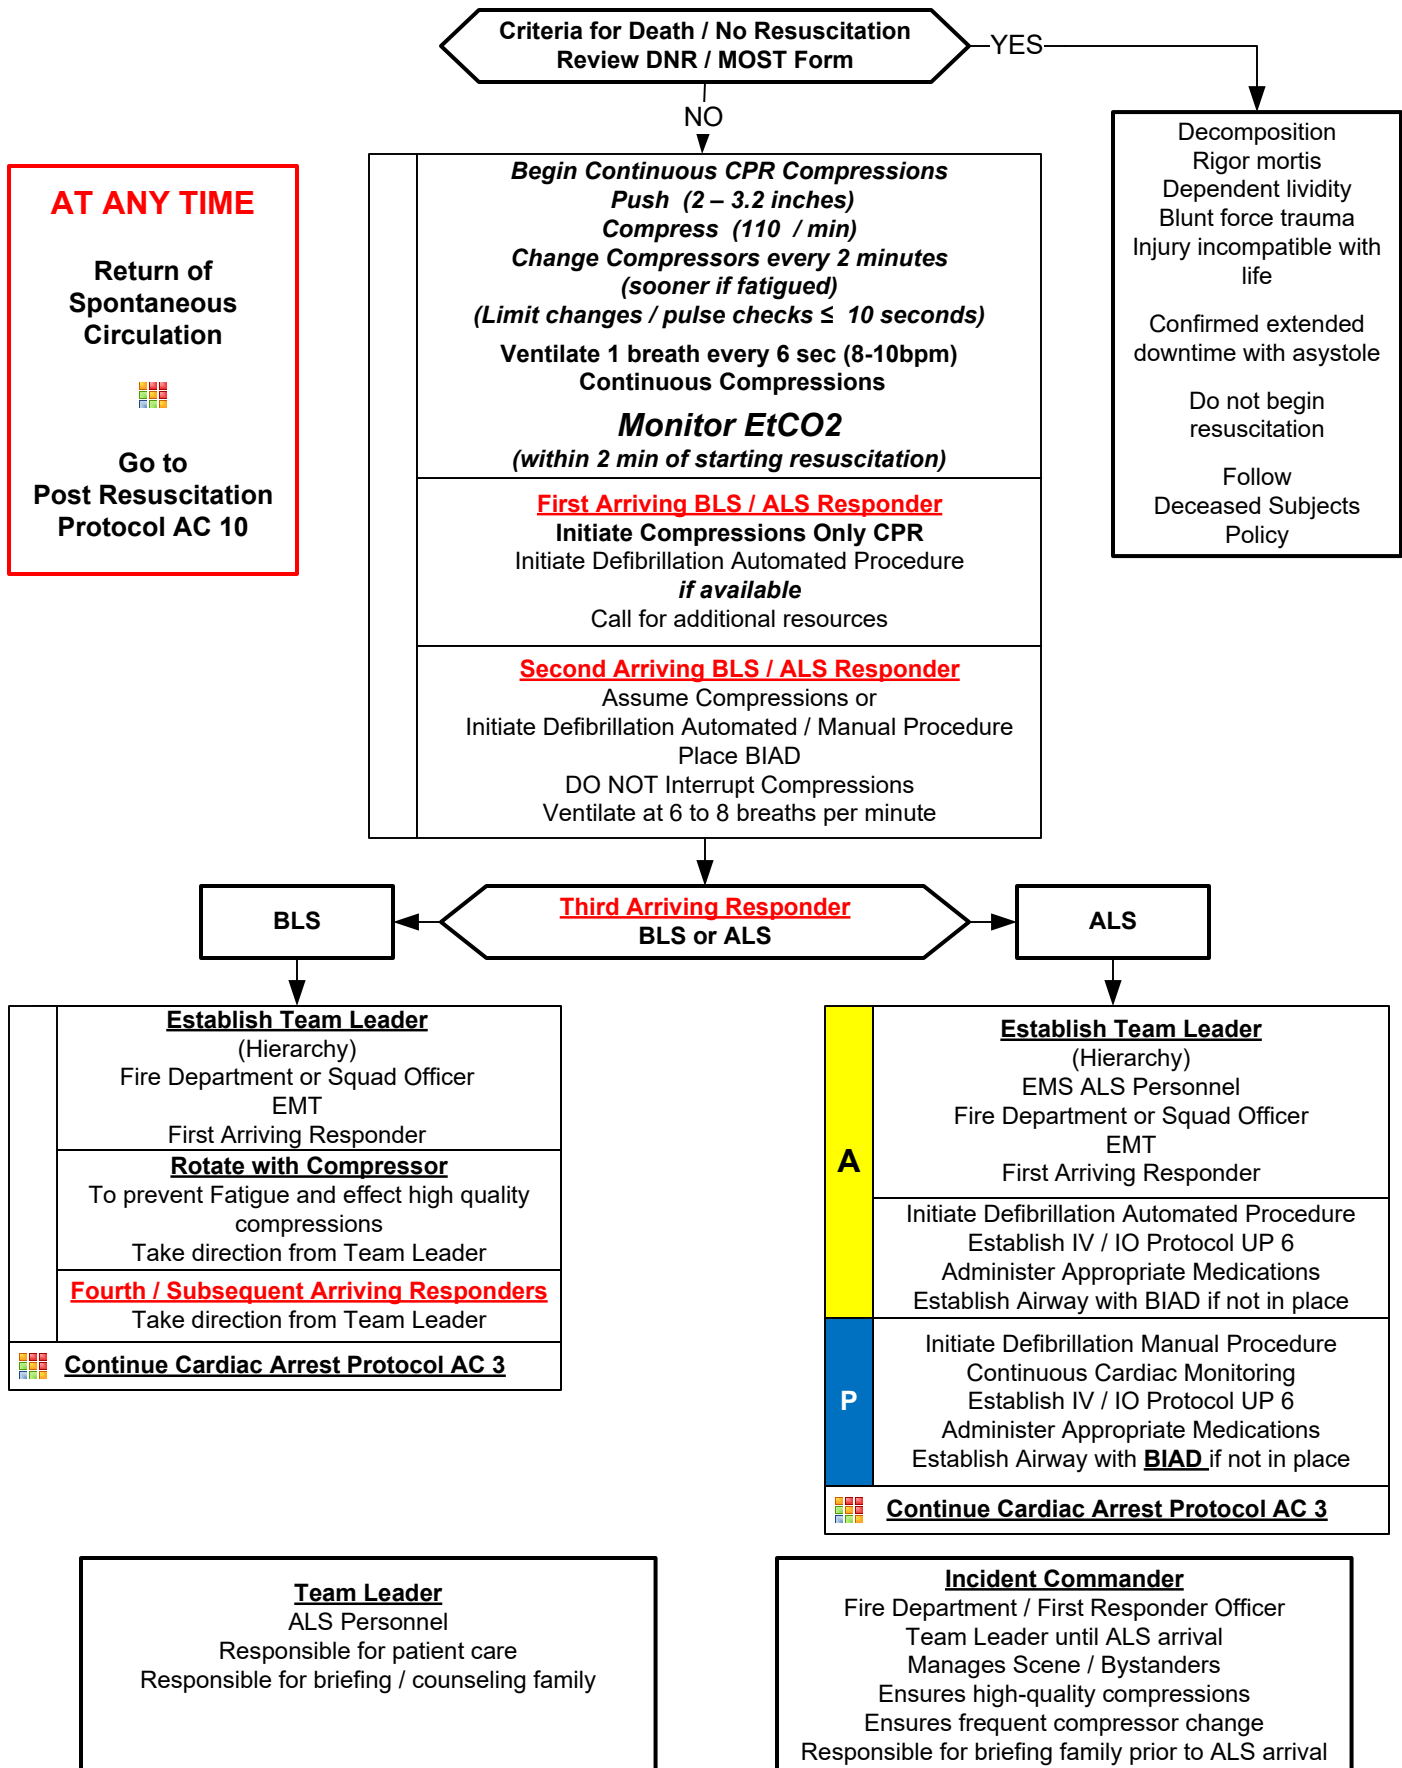 Criteria for Death / No Resuscitation
Review DNR / MOST Form
YES
NO
Decomposition
Rigor mortis
Dependent lividity
Blunt force trauma
Injury incompatible with
life
Confirmed extended
downtime with asystole
Do not begin
resuscitation
Follow
Deceased Subjects
Policy
AT ANY TIME
Return of
Spontaneous
Circulation
Go to
Post Resuscitation
Protocol AC 10
Begin Continuous CPR Compressions
Push (2 – 3.2 inches)
Compress (110 / min)
Change Compressors every 2 minutes
(sooner if fatigued)
(Limit changes / pulse checks ≤ 10 seconds)
Ventilate 1 breath every 6 sec (8-10bpm)
Continuous Compressions
Monitor EtCO2
(within 2 min of starting resuscitation)
First Arriving BLS / ALS Responder
Initiate Compressions Only CPR
Initiate Defibrillation Automated Procedure
if available
Call for additional resources
Second Arriving BLS / ALS Responder
Assume Compressions or
Initiate Defibrillation Automated / Manual Procedure
Place BIAD
DO NOT Interrupt Compressions
Ventilate at 6 to 8 breaths per minute
BLS
Third Arriving Responder
BLS or ALS
ALS
Establish Team Leader
(Hierarchy)
Fire Department or Squad Officer
EMT
First Arriving Responder
Rotate with Compressor
To prevent Fatigue and effect high quality
compressions
Take direction from Team Leader
Fourth / Subsequent Arriving Responders
Take direction from Team Leader
Continue Cardiac Arrest Protocol AC 3
A
Establish Team Leader
(Hierarchy)
EMS ALS Personnel
Fire Department or Squad Officer
EMT
First Arriving Responder
Initiate Defibrillation Automated Procedure
Establish IV / IO Protocol UP 6
Administer Appropriate Medications
Establish Airway with BIAD if not in place
P
Initiate Defibrillation Manual Procedure
Continuous Cardiac Monitoring
Establish IV / IO Protocol UP 6
Administer Appropriate Medications
Establish Airway with BIAD if not in place
Continue Cardiac Arrest Protocol AC 3
Team Leader
ALS Personnel
Responsible for patient care
Responsible for briefing / counseling family
Incident Commander
Fire Department / First Responder Officer
Team Leader until ALS arrival
Manages Scene / Bystanders
Ensures high-quality compressions
Ensures frequent compressor change
Responsible for briefing family prior to ALS arrival